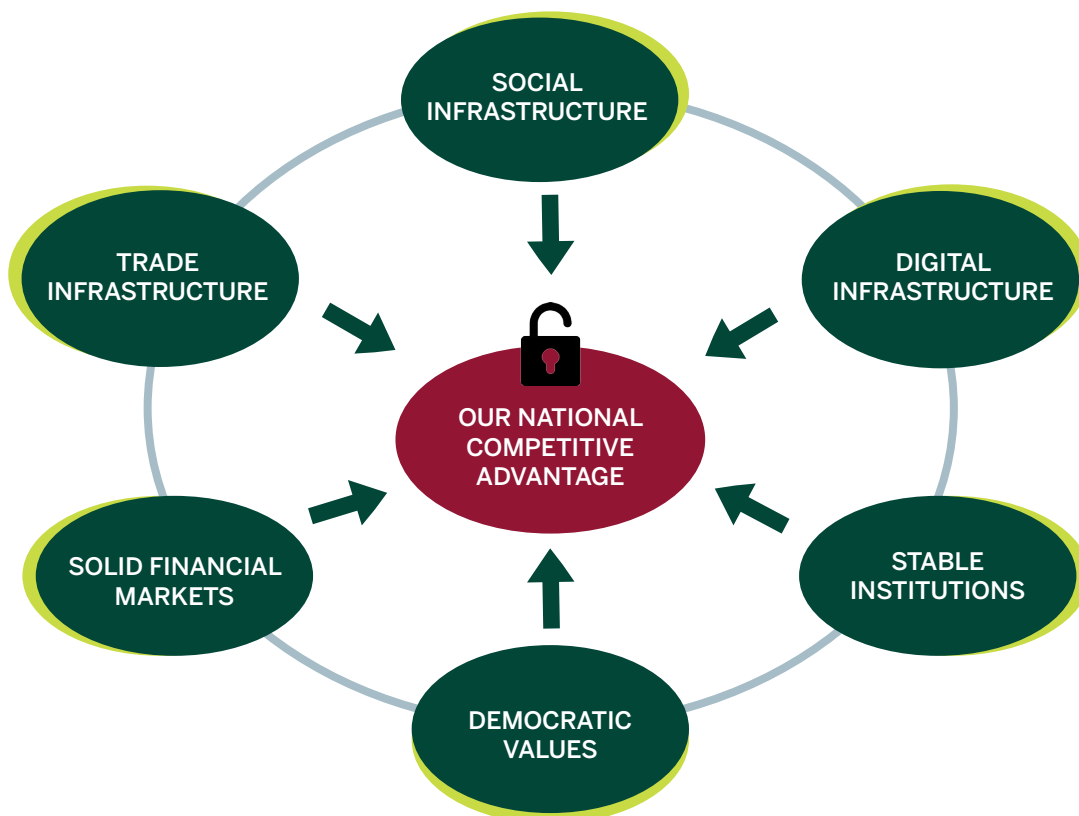 SOCIAL
INFRASTRUCTURE
TRADE
INFRASTRUCTURE
DIGITAL
INFRASTRUCTURE
OUR NATIONAL
COMPETITIVE
ADVANTAGE
SOLID FINANCIAL
MARKETS
STABLE
INSTITUTIONS
DEMOCRATIC
VALUES